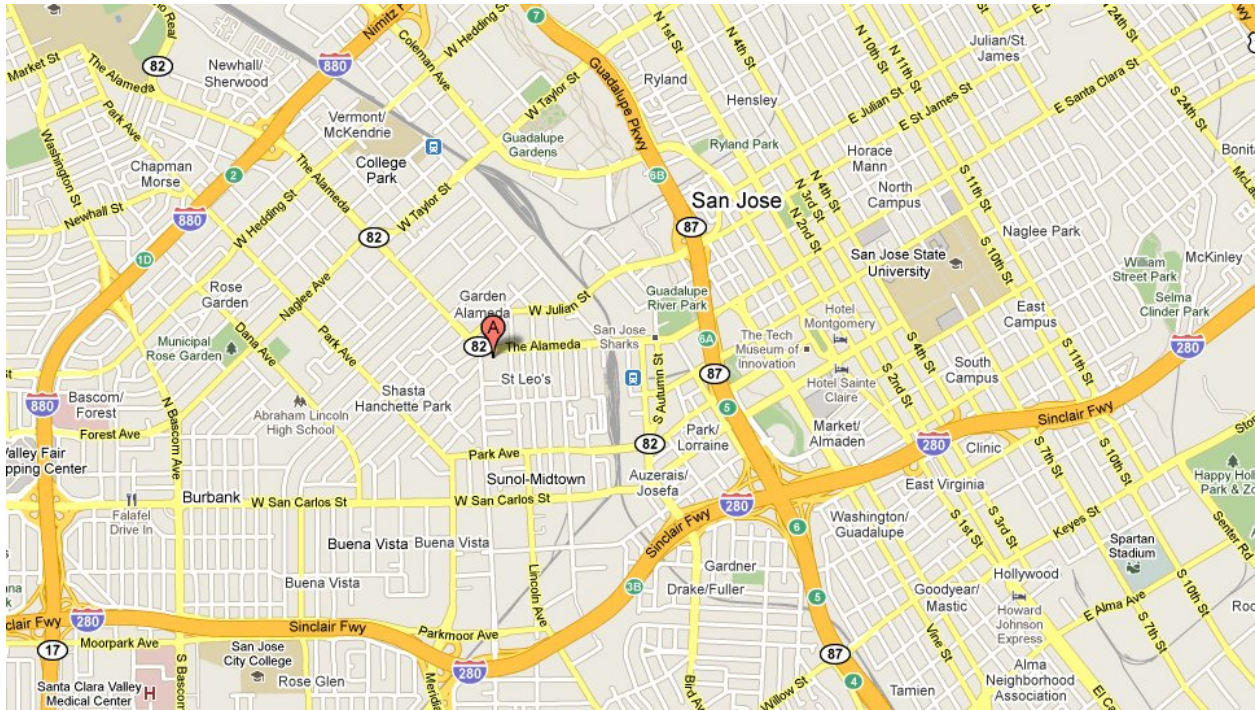 Real
Nimitz F
7
W Hedding St
N 1st St
N 4th St
N 10th St
N 11th St
S 24th St
24th St
Julian/St.
James
Market St
82
Newhall/
Sherwood
880
Coleman Ave
Ryland
E Santa Clara St
The Alameda
W Taylor St
Guadalupe Pkwy
Hensley
E Julian St
E St James St
Park Ave
Vermont/
McKendrie
Guadalupe
Gardens
Ryland Park
Washington St
College
Park
Horace
Mann
Bonita
Chapman
Morse
2
The Alameda
6B
N 4th St
N 3rd St
N 2nd St
North
Campus
S 11th St
McL
Newhall St
880
W Hedding St
W Taylor St
San Jose
87
Naglee Park
82
San Jose State
University
S 10th St
William
Street Park
McKinley
1D
Rose
Garden
Naglee Ave
Garden
Alameda
W Julian St
Guadalupe
River Park
Hotel
Montgomery
East
Campus
Selma
Clinder Park
A
Municipal
Rose Garden
Dana Ave
Park Ave
82
The Alameda
San Jose
Sharks
6A
The Tech
Museum of
Innovation
S 4th St
S 11th St
280
St Leo's
S Autumn St
87
Hotel Sainte
Claire
S 2nd St
South
Campus
880
Bascom/
Forest
N Bascom Ave
Shasta
Hanchette Park
5
Sinclair Fwy
Abraham Lincoln
High School
Park/
Lorraine
Market/
Almaden
Forest Ave
82
280
Clinic
S 7th St
S 10th St
Stor
Valley Fair
pping Center
Park Ave
Auzerais/
Josefa
Happy Hol
Park & Z
Burbank
Sunol-Midtown
East Virginia
W San Carlos St
280
Falafel
Drive In
Sinclair Fwy
6
Washington/
Guadalupe
S 1st St
S 3rd St
Keyes St
Senter Rd
Spartan
Stadium
Buena Vista
Buena Vista
Lincoln Ave
Gardner
Buena Vista
3B
Drake/Fuller
5
Goodyear/
Mastic
Hollywood
E Alma Ave
Roc
Howard
Johnson
Express
clair Fwy
280
Sinclair Fwy
Parkmoor Ave
Vine St
S 7th St
17
Moorpark Ave
San Jose
City College
280
87
Alma
Neighborhood
Association
Santa Clara Valley
Medical Center
H
S Bascom
Rose Glen
Meridi
Bird Av
Willow St
4
Tamien
El Ca